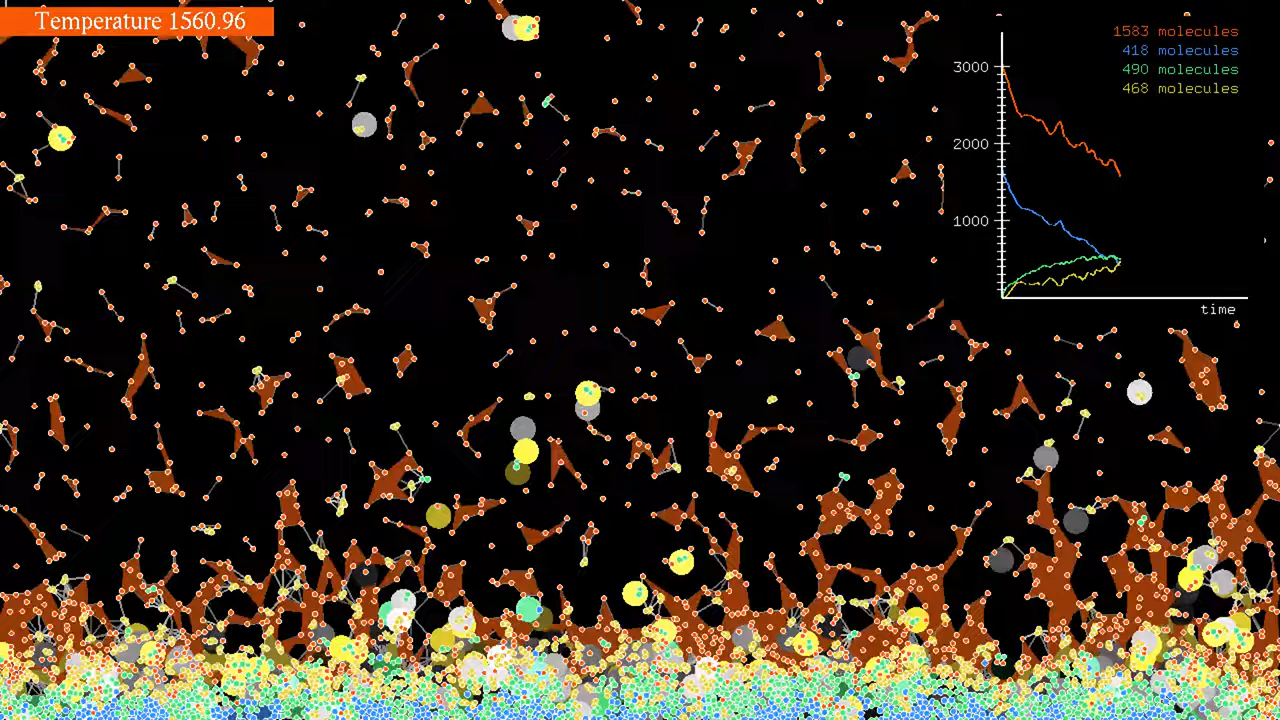 Temperature 1560.96
1583 molecules
418 molecules
490 molecules
468 molecules
3000
2000
1000
time